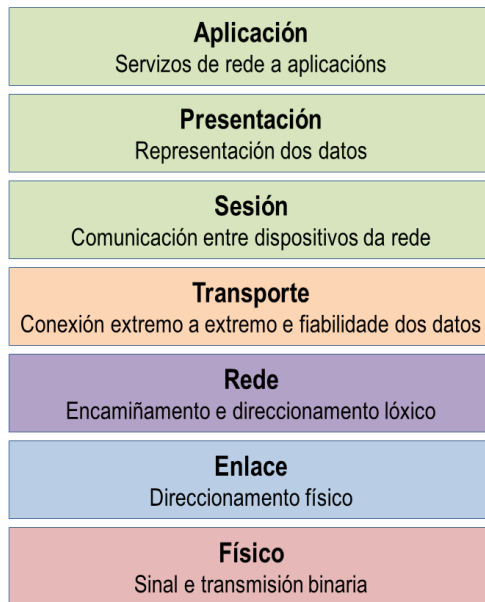 Aplicación
Servizos de rede a aplicacións
Presentación
Representación dos datos
Sesión
Comunicación entre dispositivos da rede
Transporte
Conexión extremo a extremo e fiabilidade dos datos
Rede
Encamiñamento e direccionamento lóxico
Enlace
Direccionamento físico
Físico
Sinal e transmisión binaria